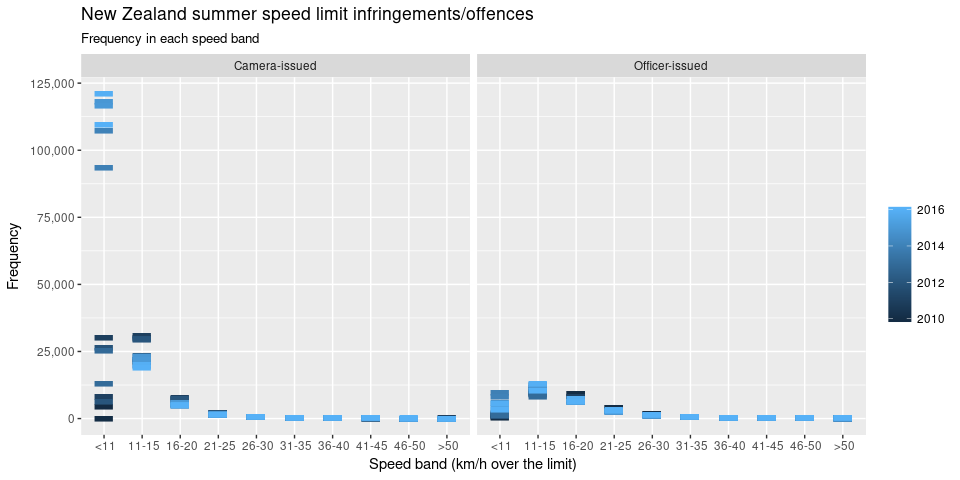 New Zealand summer speed limit infringements/offences
Frequency in each speed band
Camera-issued
Officer-issued
125,000
100,000
75,000
50,000
25,000
0
Frequency
<11 11-15 16-20 21-25 26-30 31-35 36-40 41-45 46-50 >50
<11 11-15 16-20 21-25 26-30 31-35 36-40 41-45 46-50 >50
Speed band (km/h over the limit)
2016
2014
2012
2010